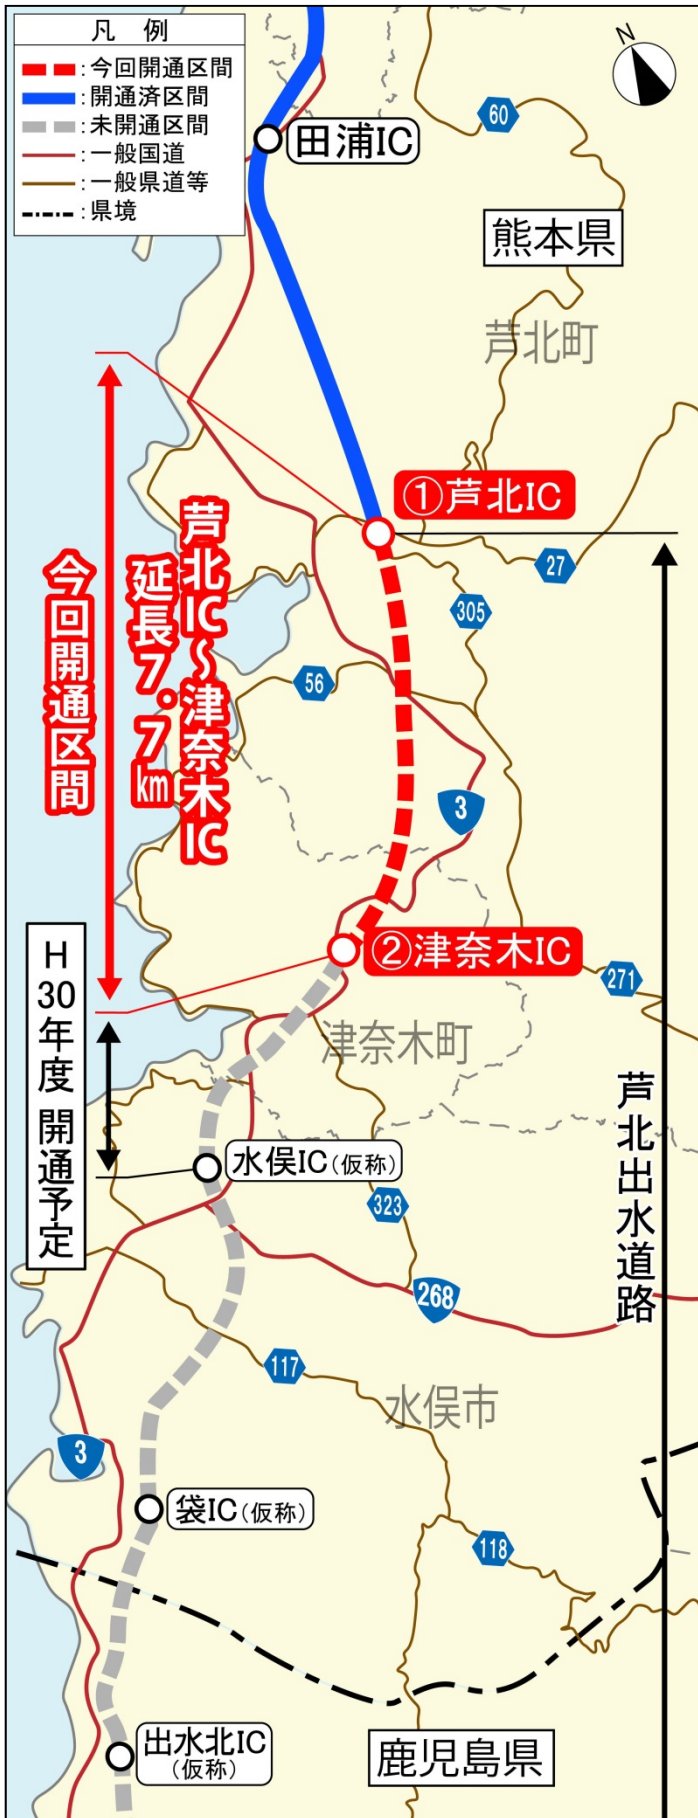 凡　例
:今回開通区間
:開通済区間
:未開通区間
:一般国道
:一般県道等
:県境
N
60
田浦IC
熊本県
芦北町
①芦北IC
27
305
芦北IC～津奈木IC
延長7.7㎞
今回開通区間
56
3
②津奈木IC
271
H30年度 開通予定
津奈木町
芦北出水道路
水俣IC(仮称)
323
268
117
水俣市
3
袋IC(仮称)
118
出水北IC
(仮称)
鹿児島県